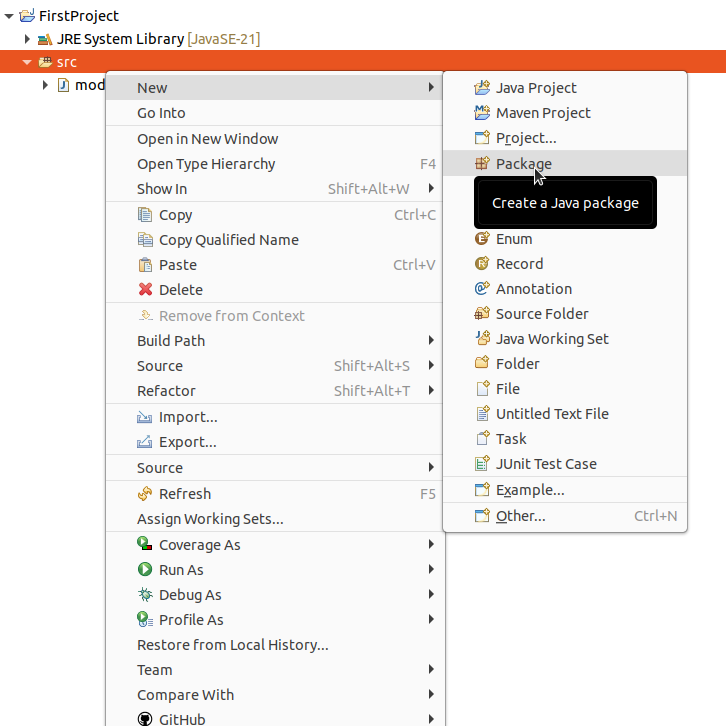 FirstProject
JRE System Library [JavaSE-21]
src
mod
New
Go Into
Open in New Window
Open Type Hierarchy F4
Show In Shift+Alt+W
Copy Ctrl+C
Copy Qualified Name
Paste Ctrl+V
Delete
Remove from Context
Build Path
Source Shift+Alt+S
Refactor Shift+Alt+T
Import...
Export...
Source
Refresh F5
Assign Working Sets...
Coverage As
Run As
Debug As
Profile As
Restore from Local History...
Team
Compare With
GitHub
Java Project
Maven Project
Project...
Package
Create a Java package
Enum
Record
Annotation
Source Folder
Java Working Set
Folder
File
Untitled Text File
Task
JUnit Test Case
Example...
Other... Ctrl+N